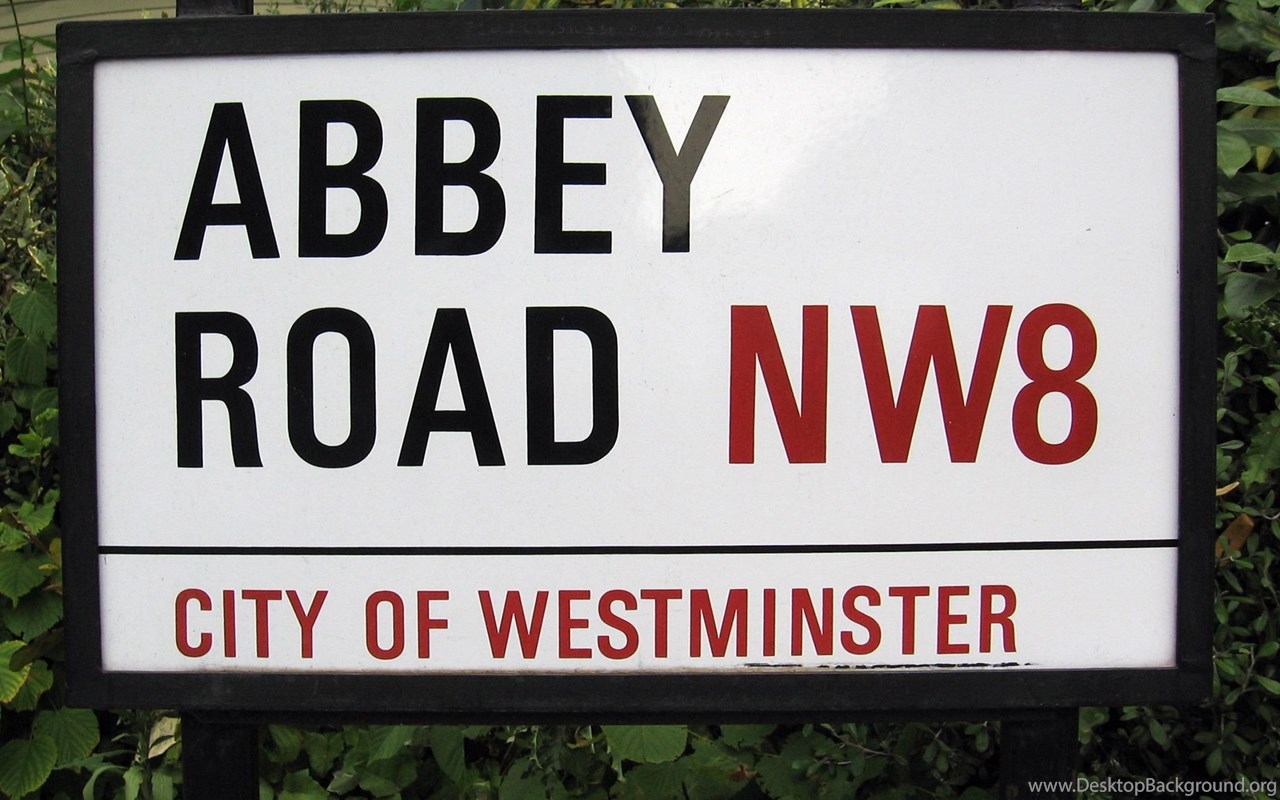 ABBEY
ROAD NW8
CITY OF WESTMINSTER
www.DesktopBackground.org